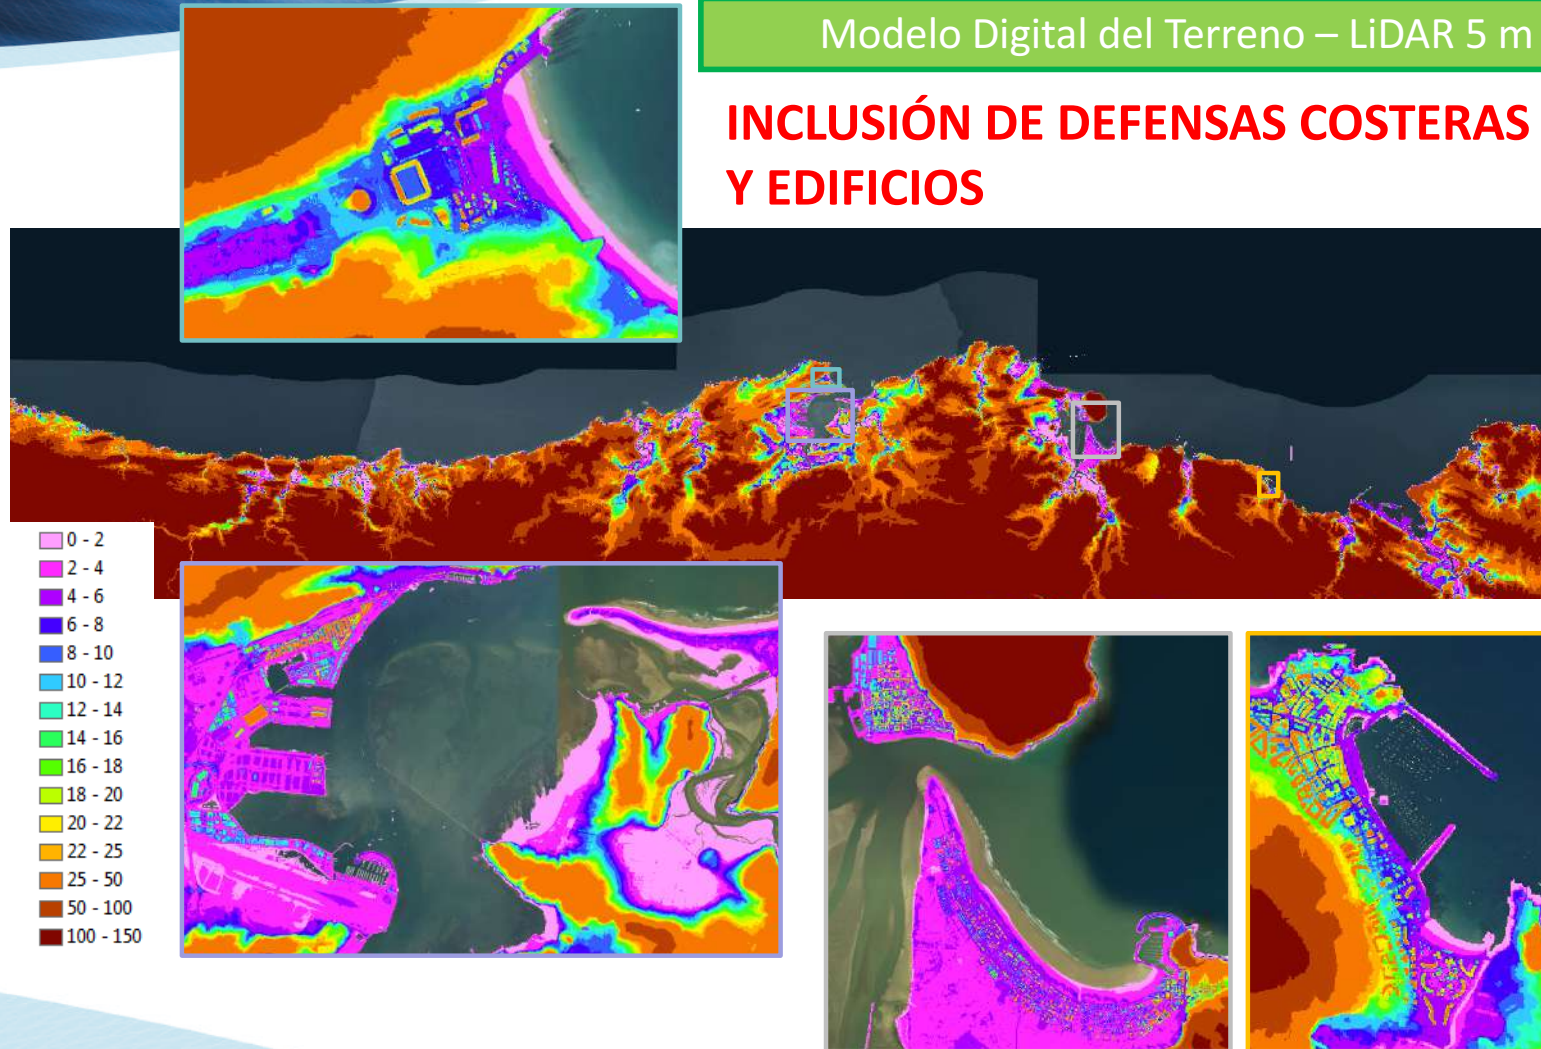 Modelo Digital del Terreno – LiDAR 5 m
INCLUSIÓN DE DEFENSAS COSTERAS
Y EDIFICIOS
0 - 2
2 - 4
4 - 6
6 - 8
8 - 10
10 - 12
12 - 14
14 - 16
16 - 18
18 - 20
20 - 22
22 - 25
25 - 50
50 - 100
100 - 150